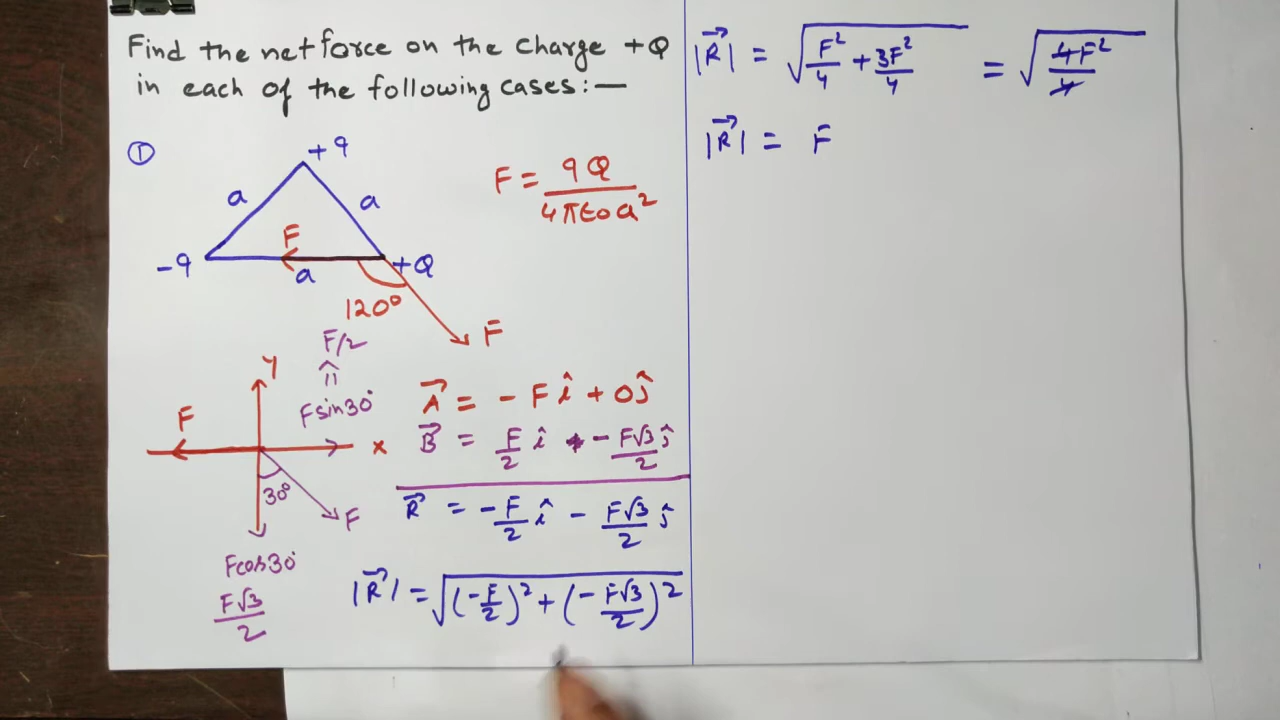 Find the net force on the Charge +Q
in each of the following cases:—
①
+q
a
a
F
-q
a
+Q
120°
F
F = qQ / 4πε0a²
y
F
x
F/2
=
Fsin30°
30°
F
Fcos30°
F√3/2
A⃗ = - F î + 0ĵ
B⃗ = F/2 î - F√3/2 ĵ
R⃗ = -F/2 î - F√3/2 ĵ
|R⃗| = √((-F/2)² + (-F√3/2)²)
|R⃗| = √(F²/4 + 3F²/4) = √(4F²/4)
|R⃗| = F